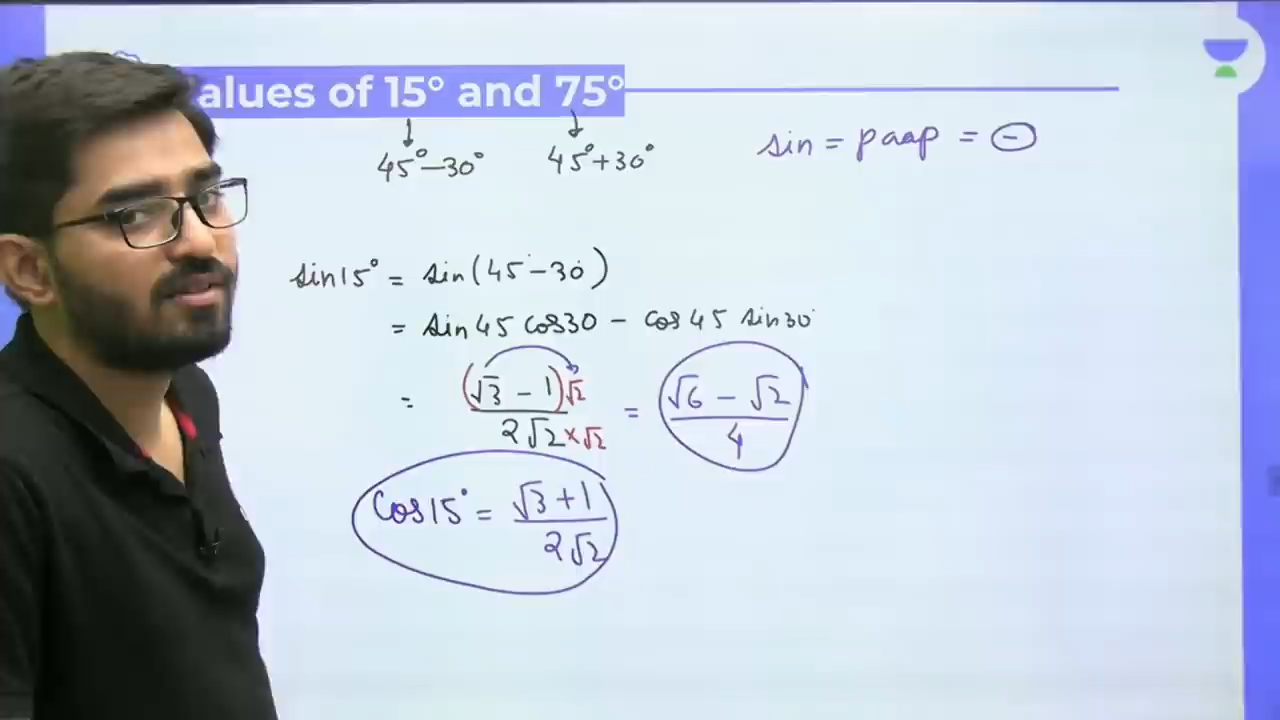 alues of 15° and 75°
45°-30° 45°+30°
sin = paap = ⊖
sin15° = sin(45-30)
= sin45 cos30 - cos45 sin30
= (√3 - 1)√2 / 2√2×√2 = √6 - √2 / 4
cos15° = √3+1 / 2√2